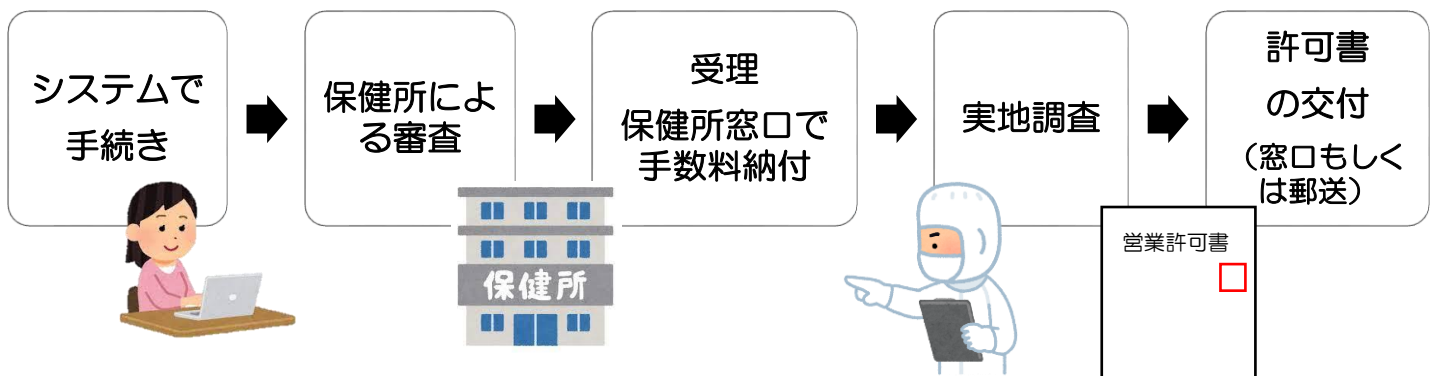 システムで
手続き
保健所によ
る審査
受理
保健所窓口で
手数料納付
実地調査
許可書
の交付
（窓口もしく
は郵送）
保健所
営業許可書